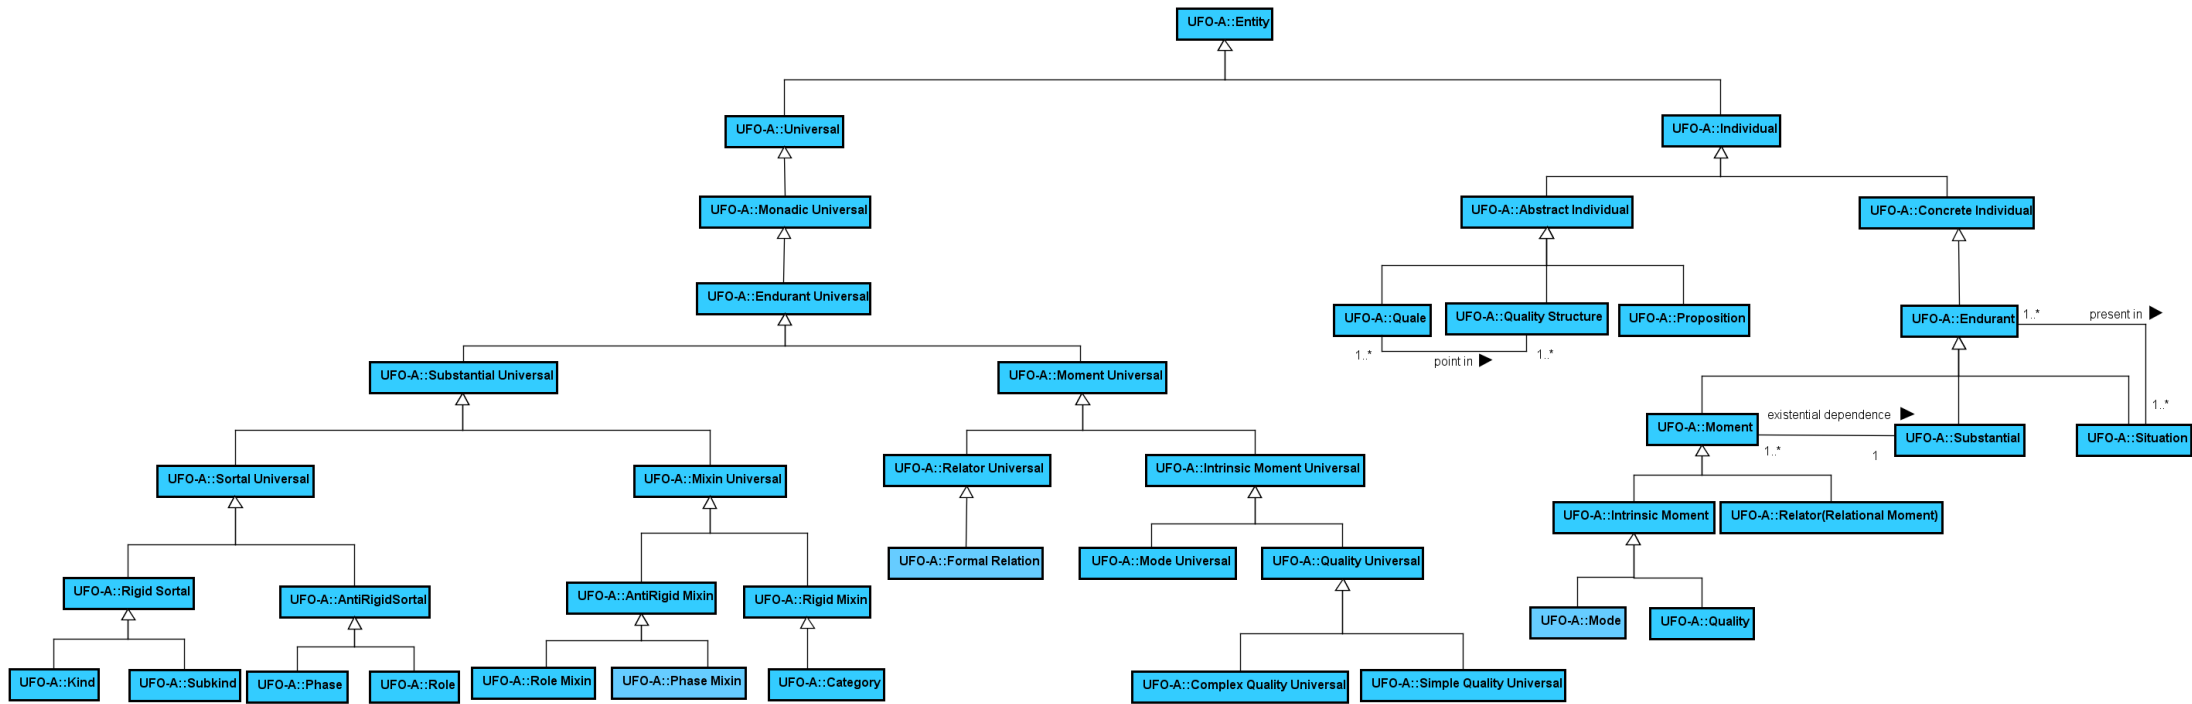 UFO-A::Entity
UFO-A::Universal
UFO-A::Individual
UFO-A::Monadic Universal
UFO-A::Abstract Individual
UFO-A::Concrete Individual
UFO-A::Endurant Universal
UFO-A::Quale
UFO-A::Quality Structure
UFO-A::Proposition
UFO-A::Endurant
1..*
present in
1..*
point in
1..*
UFO-A::Substantial Universal
UFO-A::Moment Universal
1..*
UFO-A::Moment
existential dependence
1..*
1
UFO-A::Substantial
UFO-A::Situation
UFO-A::Sortal Universal
UFO-A::Mixin Universal
UFO-A::Relator Universal
UFO-A::Intrinsic Moment Universal
UFO-A::Intrinsic Moment
UFO-A::Relator(Relational Moment)
UFO-A::Formal Relation
UFO-A::Mode Universal
UFO-A::Quality Universal
UFO-A::Rigid Sortal
UFO-A::AntiRigidSortal
UFO-A::AntiRigid Mixin
UFO-A::Rigid Mixin
UFO-A::Mode
UFO-A::Quality
UFO-A::Kind
UFO-A::Subkind
UFO-A::Phase
UFO-A::Role
UFO-A::Role Mixin
UFO-A::Phase Mixin
UFO-A::Category
UFO-A::Complex Quality Universal
UFO-A::Simple Quality Universal